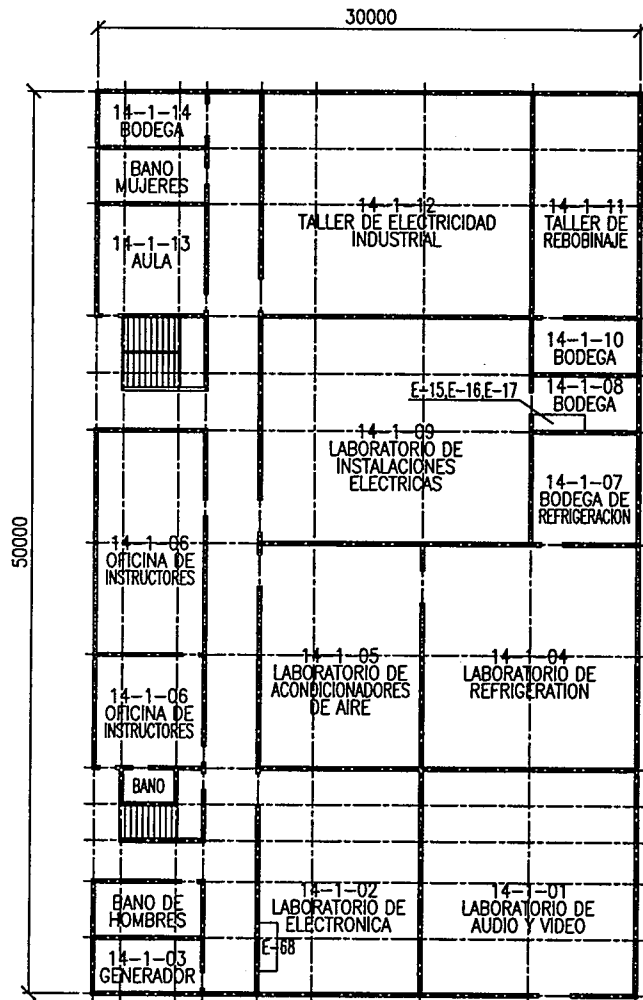 30000
50000
14-1-14
BODEGA
BANO
MUJERES
14-1-13
AULA
14-1-12
TALLER DE ELECTRICIDAD
INDUSTRIAL
14-1-11
TALLER DE
REBOBINAJE
14-1-10
BODEGA
14-1-08
BODEGA
E-15,E-16,E-17
14-1-09
LABORATORIO DE
INSTALACIONES
ELECTRICAS
14-1-07
BODEGA DE
REFRIGERACION
14-1-06
OFICINA DE
INSTRUCTORES
14-1-05
LABORATORIO DE
ACONDICIONADORES
DE AIRE
14-1-04
LABORATORIO DE
REFRIGERATION
14-1-06
OFICINA DE
INSTRUCTORES
BANO
BANO DE
HOMBRES
14-1-02
LABORATORIO DE
ELECTRONICA
14-1-01
LABORATORIO DE
AUDIO Y VIDEO
E-68
14-1-03
GENERADOR